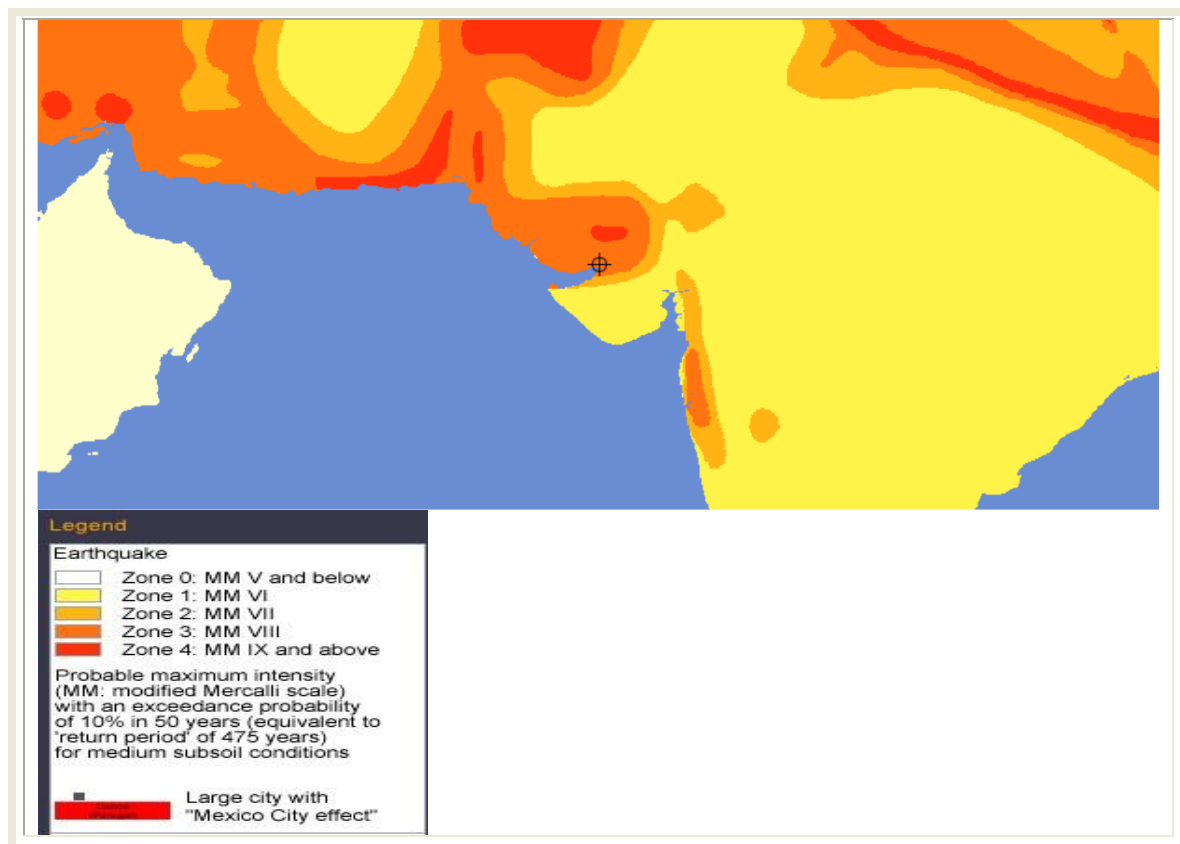 Legend
Earthquake
Zone 0: MM V and below
Zone 1: MM VI
Zone 2: MM VII
Zone 3: MM VIII
Zone 4: MM IX and above
Probable maximum intensity
(MM: modified Mercalli scale)
with an exceedance probability
of 10% in 50 years (equivalent to
'return period' of 475 years)
for medium subsoil conditions
Large city with
"Mexico City effect"